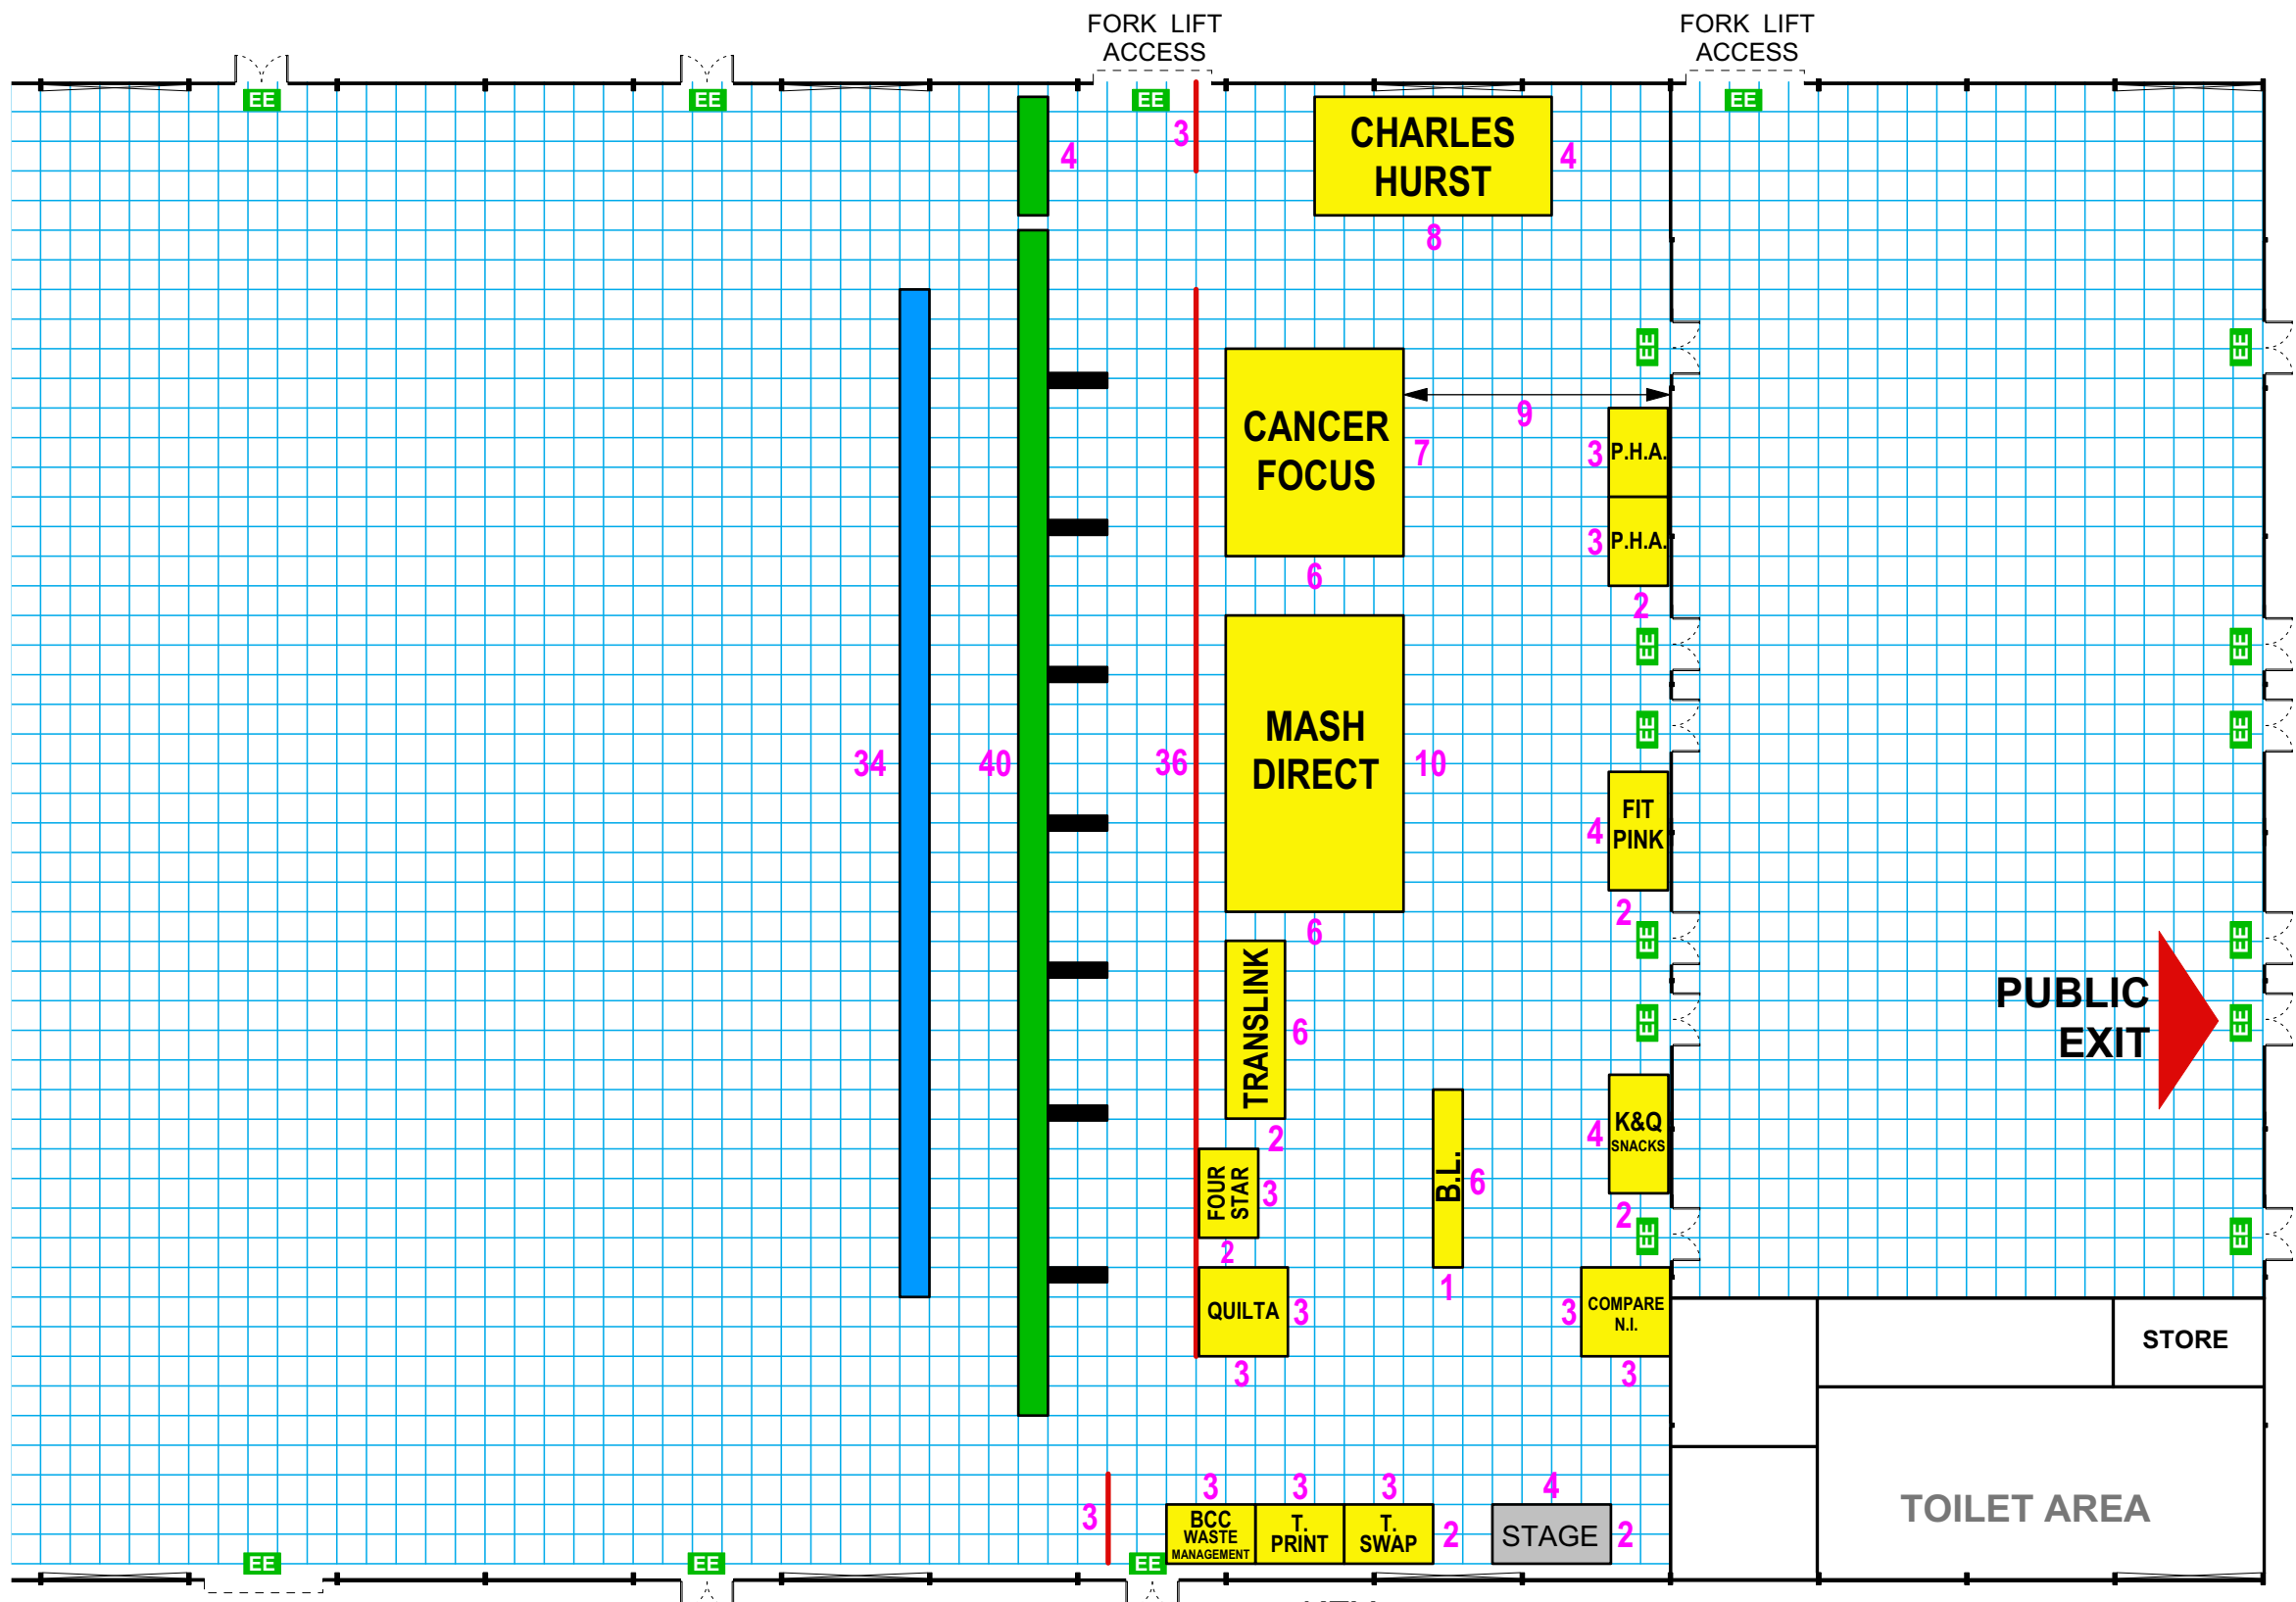 FORK LIFT
ACCESS
FORK LIFT
ACCESS
EE
EE
EE
EE
3
4
CHARLES
HURST
4
8
EE
EE
CANCER
FOCUS
9
7
6
3
P.H.A.
3
P.H.A.
2
EE
EE
MASH
DIRECT
EE
EE
34
40
36
10
4
FIT
PINK
2
6
EE
EE
TRANSLINK
6
2
PUBLIC
EXIT
EE
EE
FOUR
STAR
3
2
B.L.
6
1
4
K&Q
SNACKS
2
EE
EE
QUILTA
3
3
3
COMPARE
N.I.
3
STORE
3
3
3
3
4
BCC
WASTE
MANAGEMENT
T.
PRINT
T.
SWAP
2
STAGE
2
TOILET AREA
EE
EE
EE